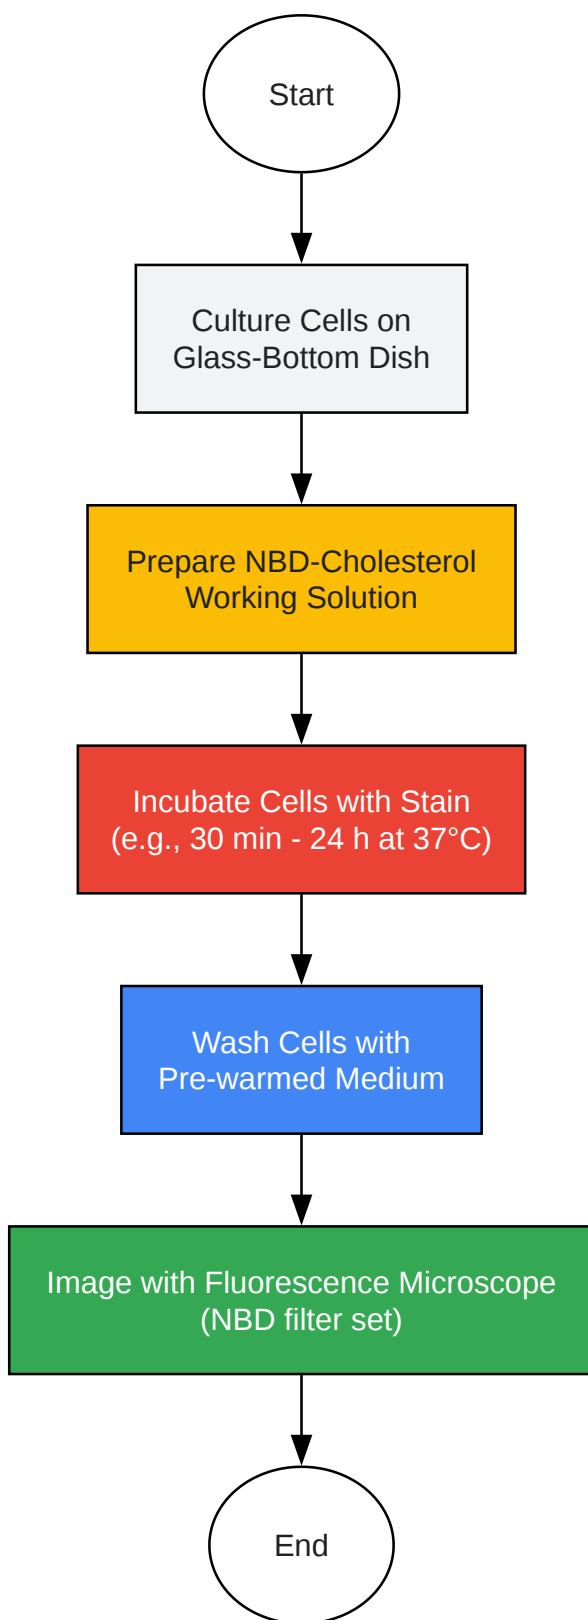 Start
Culture Cells on
Glass-Bottom Dish
Prepare NBD-Cholesterol
Working Solution
Incubate Cells with Stain
(e.g., 30 min - 24 h at 37°C)
Wash Cells with
Pre-warmed Medium
Image with Fluorescence Microscope
(NBD filter set)
End